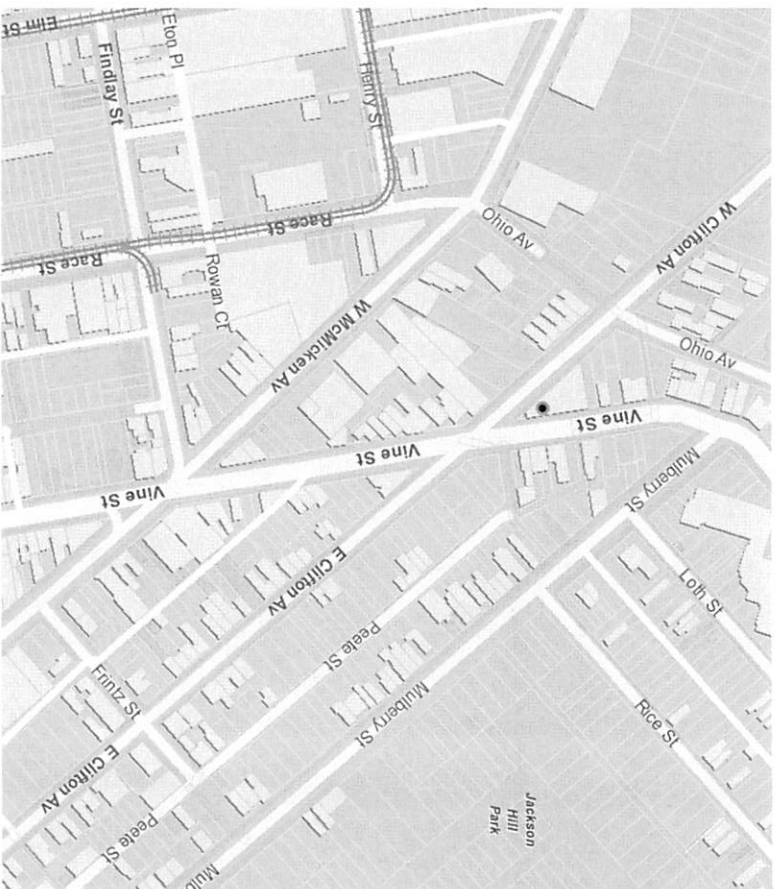 Elm St
Eton Pl
Findlay St
Henry St
Race St
Ohio Av
W Clifton Av
Race St
Rowan Ct
W McMicken Av
Ohio Av
Vine St
Vine St
Mulberry St
Vine St
E Clifton Av
Loth St
Peete St
Frintz St
Mulberry St
Rice St
E Clifton Av
Jackson
Hill
Park
Peete St
Mulb